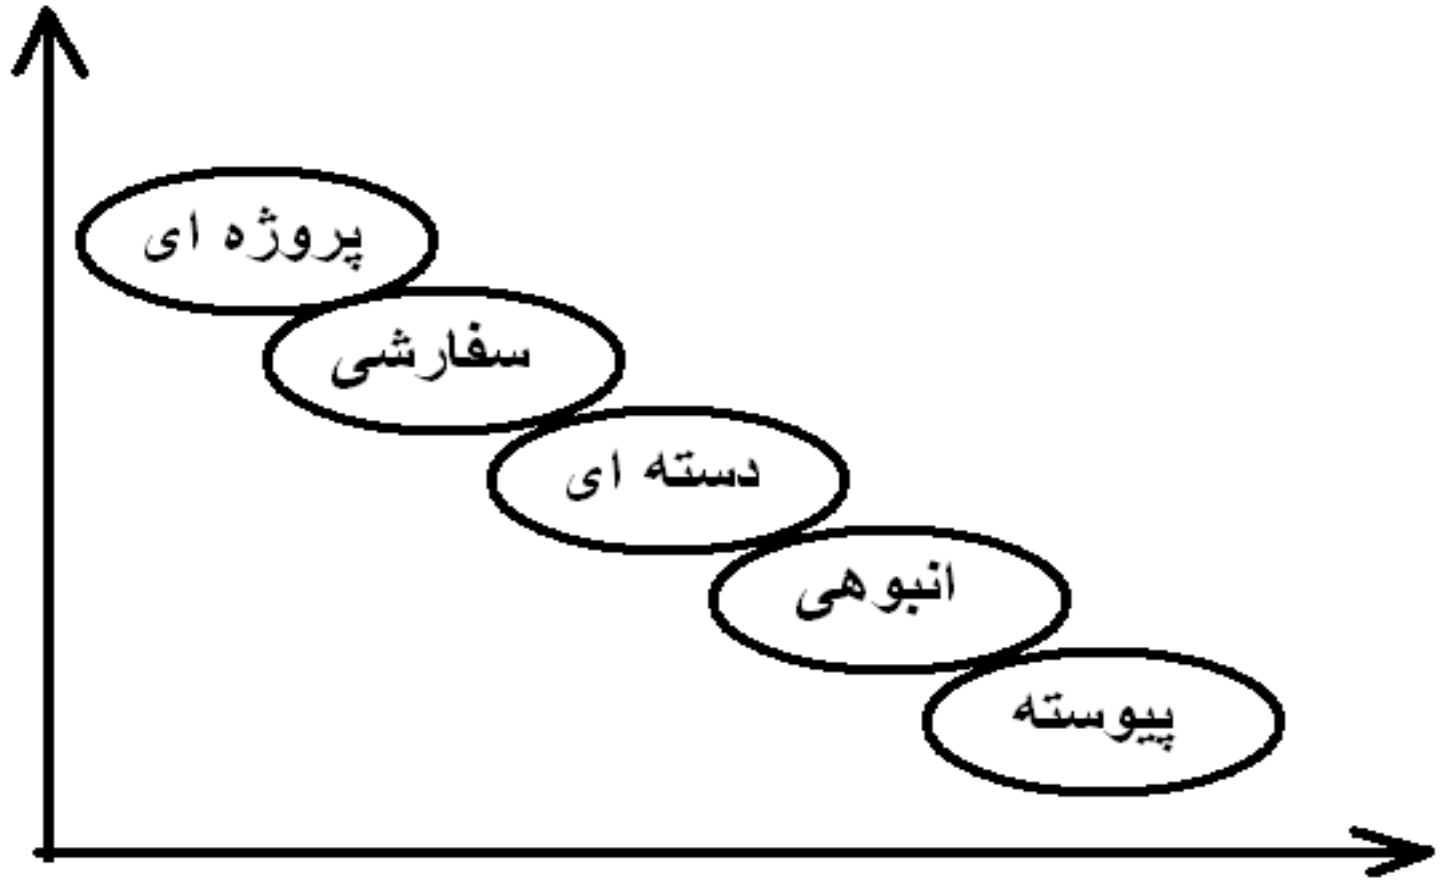 پروژه ای
سفارشی
دسته ای
انبوهی
پیوسته